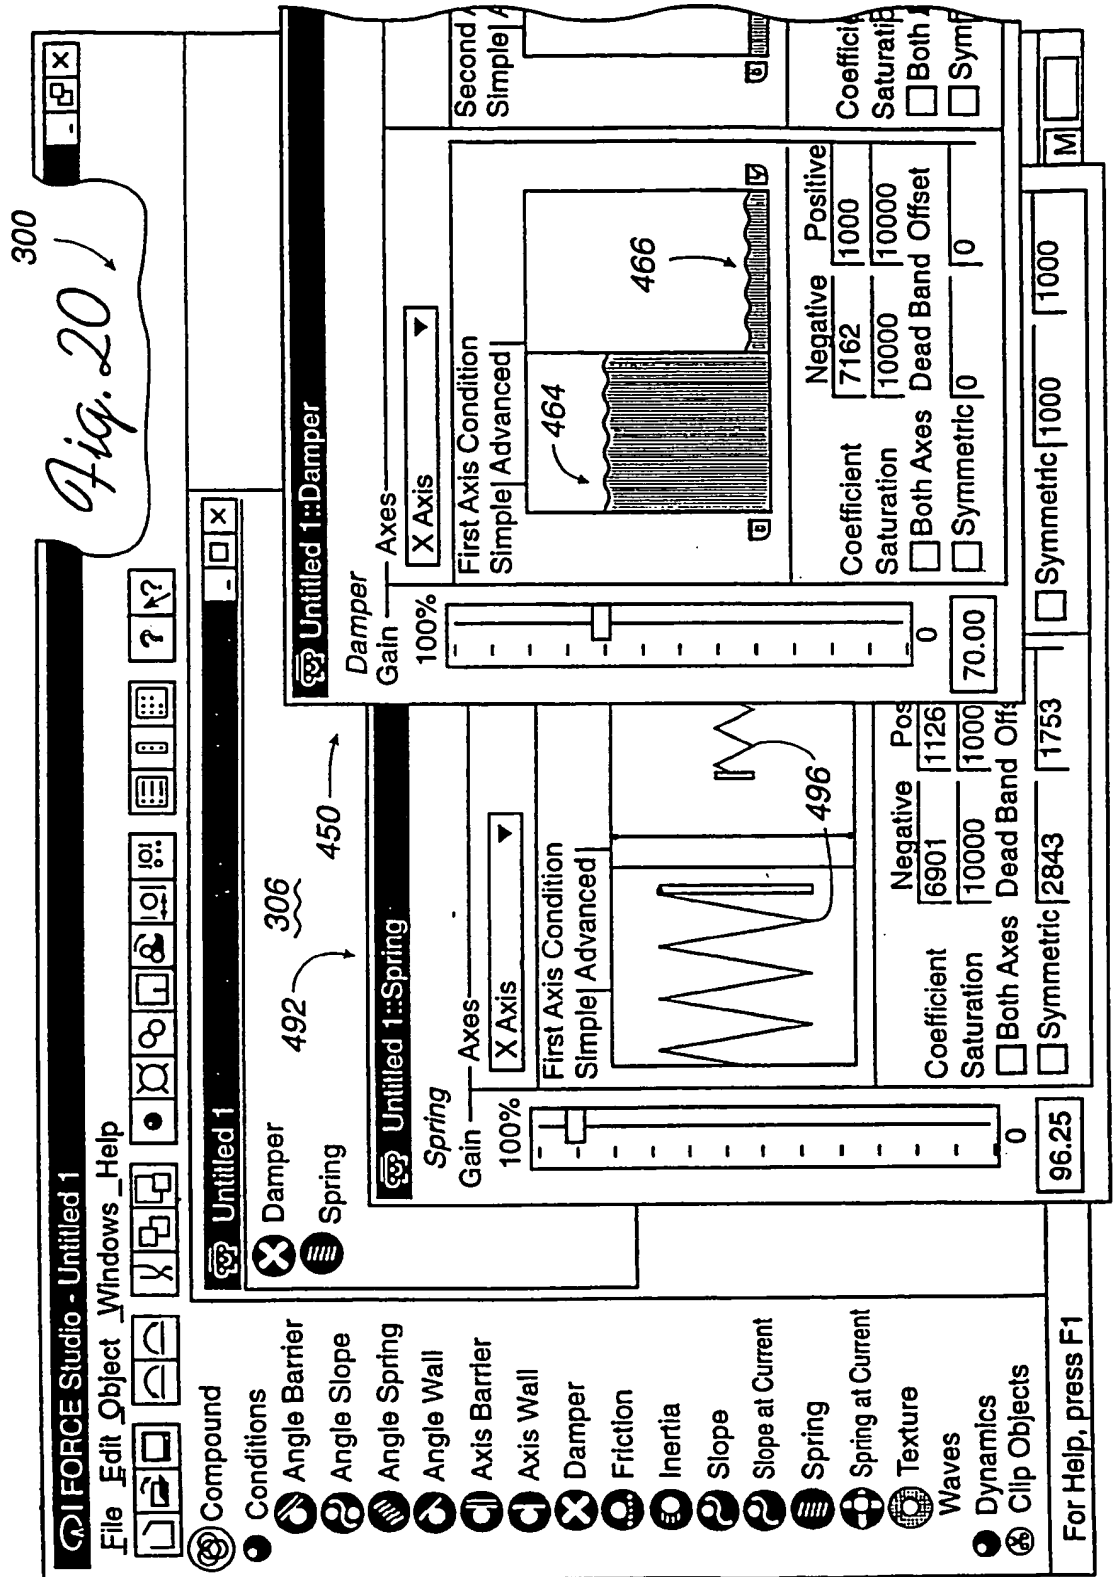 Fig. 20
300
I FORCE Studio - Untitled 1
File Edit Object Windows Help
? ?
Compound
Conditions
Angle Barrier
Angle Slope
Angle Spring
Angle Wall
Axis Barrier
Axis Wall
Damper
Friction
Inertia
Slope
Slope at Current
Spring
Spring at Current
Texture
Waves
Dynamics
Clip Objects
For Help, press F1
M
Untitled 1
Damper
Spring
306
492
450
Untitled 1::Spring
Spring
Gain
100%
0
96.25
Axes
X Axis
First Axis Condition
Simple Advanced
496
Negative Pos
Coefficient 6901 1126
Saturation 10000 1000
Both Axes Dead Band Offs
Symmetric 2843 1753
Symmetric 1000 1000
Untitled 1::Damper
Damper
Gain
100%
0
70.00
Axes
X Axis
First Axis Condition
Simple Advanced
464
466
Negative Positive
Coefficient 7162 1000
Saturation 10000 10000
Both Axes Dead Band Offset
Symmetric 0 0
Second A
Simple A
Coeffici
Saturati
Both
Sym